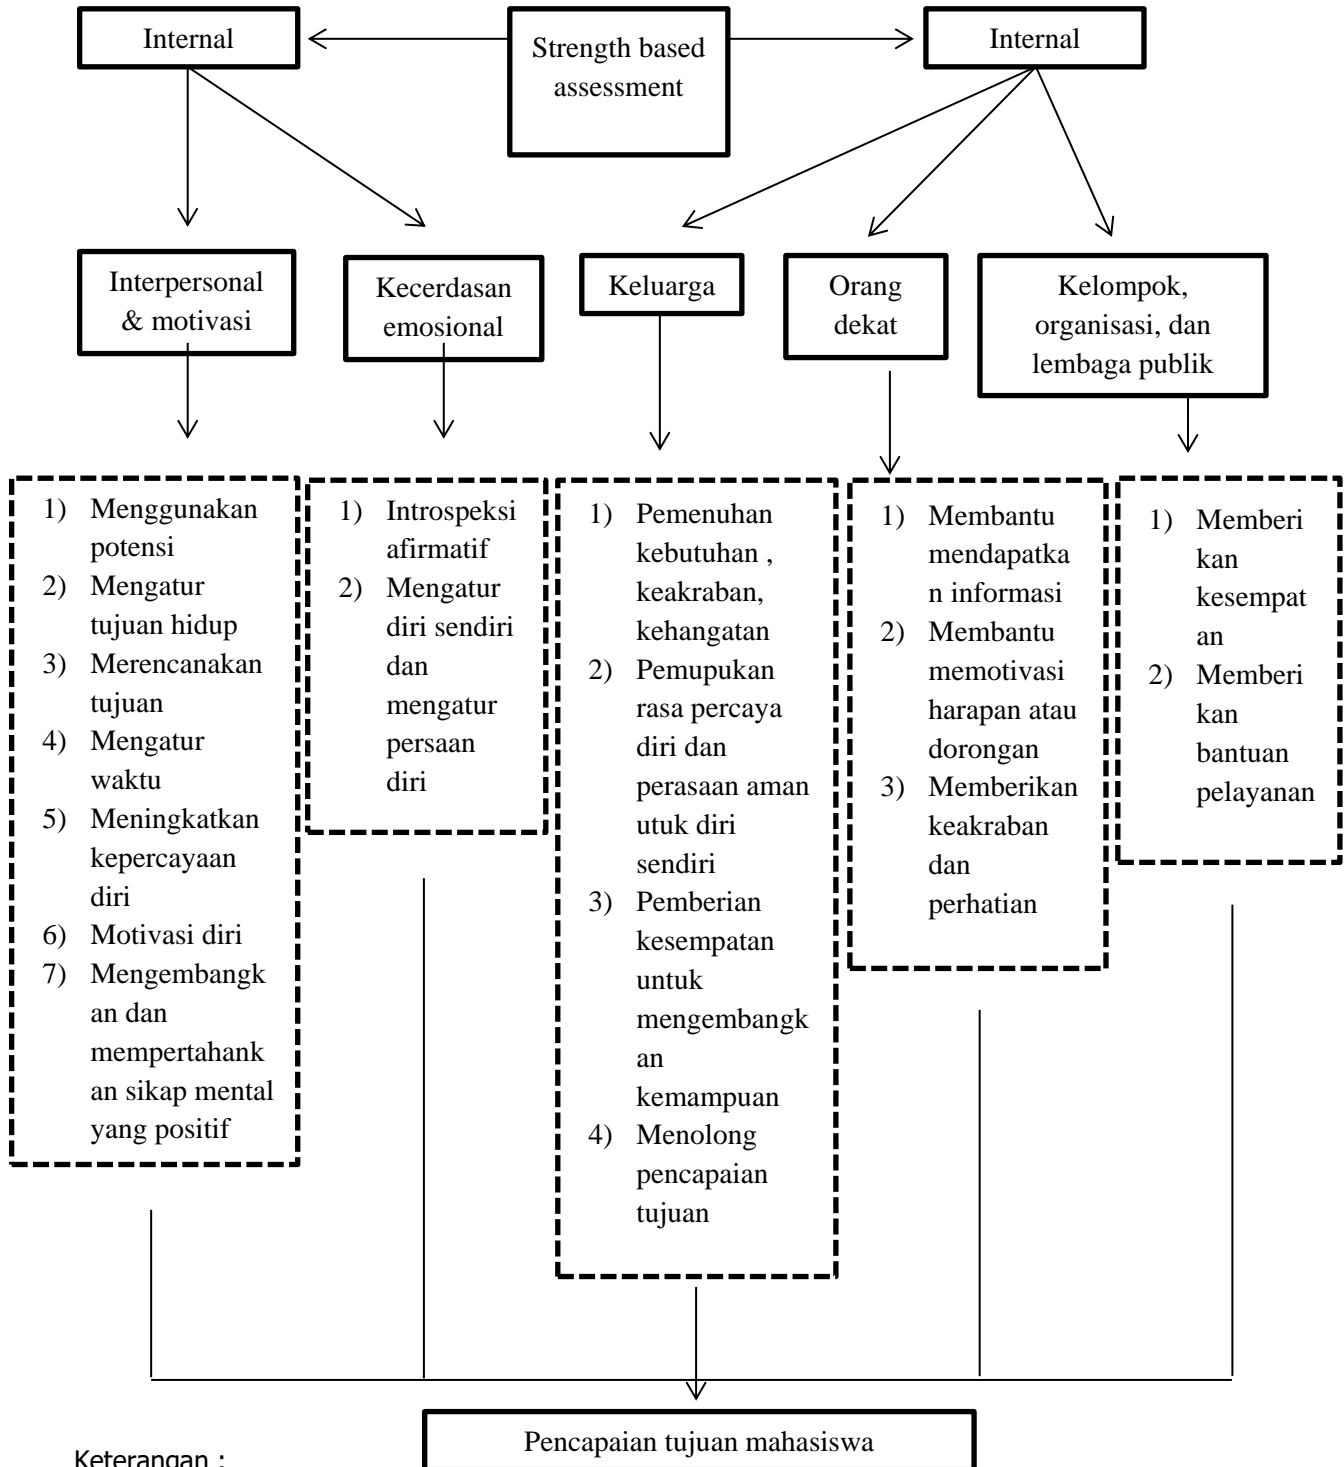 Internal
Strength based
assessment
Internal
Interpersonal
& motivasi
Kecerdasan
emosional
Keluarga
Orang
dekat
Kelompok,
organisasi, dan
lembaga publik
1) Menggunakan
potensi
2) Mengatur
tujuan hidup
3) Merencanakan
tujuan
4) Mengatur
waktu
5) Meningkatkan
kepercayaan
diri
6) Motivasi diri
7) Mengembangk
an dan
mempertahank
an sikap mental
yang positif
1) Introspeksi
afirmatif
2) Mengatur
diri sendiri
dan
mengatur
persaan
diri
1) Pemenuhan
kebutuhan ,
keakraban,
kehangatan
2) Pemupukan
rasa percaya
diri dan
perasaan aman
utuk diri
sendiri
3) Pemberian
kesempatan
untuk
mengembangk
an
kemampuan
4) Menolong
pencapaian
tujuan
1) Membantu
mendapatka
n informasi
2) Membantu
memotivasi
harapan atau
dorongan
3) Memberikan
keakraban
dan
perhatian
1) Memberi
kan
kesempat
an
2) Memberi
kan
bantuan
pelayanan
Pencapaian tujuan mahasiswa
Keterangan :